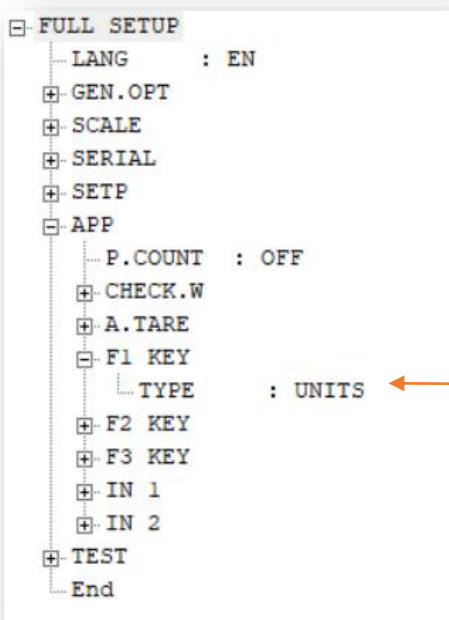 FULL SETUP
LANG : EN
GEN.OPT
SCALE
SERIAL
SETP
APP
P.COUNT : OFF
CHECK.W
A.TARE
F1 KEY
TYPE : UNITS
F2 KEY
F3 KEY
IN 1
IN 2
TEST
End